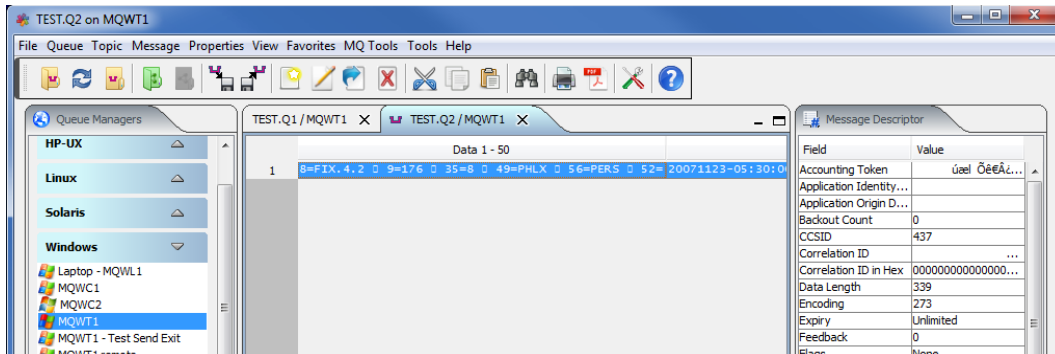 TEST.Q2 on MQWT1
File Queue Topic Message Properties View Favorites MQ Tools Tools Help
PDF
Queue Managers
HP-UX
Linux
Solaris
Windows
Laptop - MQWL1
MQWC1
MQWC2
MQWT1
MQWT1 - Test Send Exit
TEST.Q1 / MQWT1 X
TEST.Q2 / MQWT1 X
Data 1 - 50
1 8=FIX.4.2 ▯ 9=176 ▯ 35=8 ▯ 49=PHLX ▯ 56=PERS ▯ 52= 20071123-05:30:0
Message Descriptor
Field Value
Accounting Token úæl Õê€Â¿...
Application Identity...
Application Origin D...
Backout Count 0
CCSID 437
Correlation ID ...
Correlation ID in Hex 000000000000000...
Data Length 339
Encoding 273
Expiry Unlimited
Feedback 0